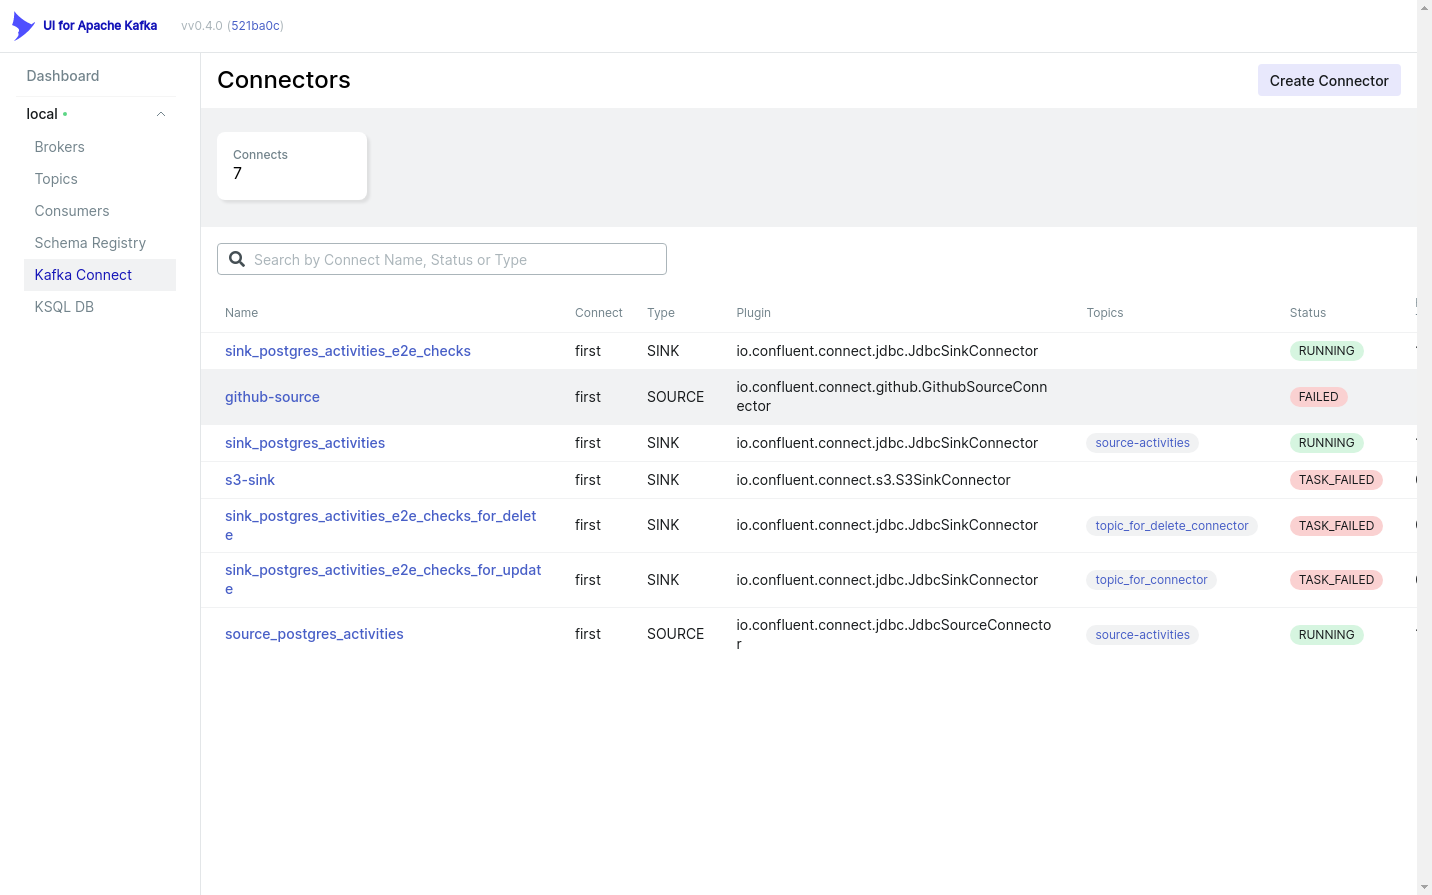 UI for Apache Kafka
vv0.4.0 (521ba0c)
Dashboard
local
Brokers
Topics
Consumers
Schema Registry
Kafka Connect
KSQL DB
Connectors
Create Connector
Connects
7
Search by Connect Name, Status or Type
Name Connect Type Plugin Topics Status
sink_postgres_activities_e2e_checks first SINK io.confluent.connect.jdbc.JdbcSinkConnector RUNNING
github-source first SOURCE io.confluent.connect.github.GithubSourceConn
ector FAILED
sink_postgres_activities first SINK io.confluent.connect.jdbc.JdbcSinkConnector source-activities RUNNING
s3-sink first SINK io.confluent.connect.s3.S3SinkConnector TASK_FAILED
sink_postgres_activities_e2e_checks_for_delet
e first SINK io.confluent.connect.jdbc.JdbcSinkConnector topic_for_delete_connector TASK_FAILED
sink_postgres_activities_e2e_checks_for_updat
e first SINK io.confluent.connect.jdbc.JdbcSinkConnector topic_for_connector TASK_FAILED
source_postgres_activities first SOURCE io.confluent.connect.jdbc.JdbcSourceConnecto
r source-activities RUNNING